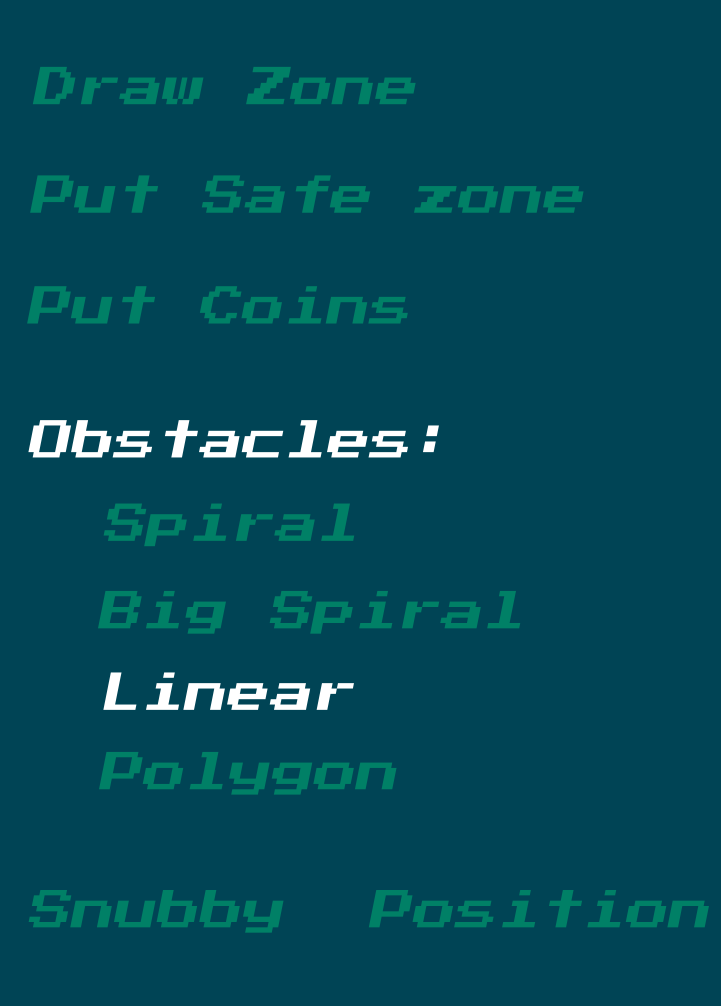 Draw Zone
Put Safe zone
Put Coins
Obstacles:
Spiral
Big Spiral
Linear
Polygon
Snubby  Position